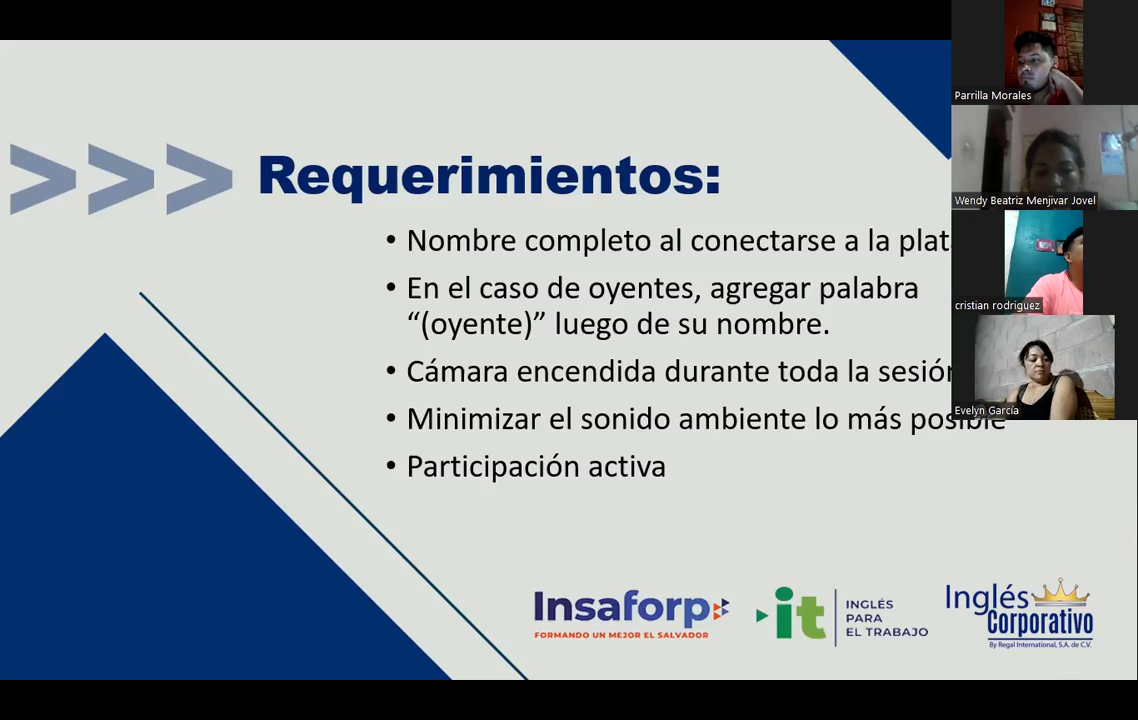 Parrilla Morales
Wendy Beatriz Menjivar Jovel
cristian rodriguez
Evelyn García
>>> Requerimientos:
• Nombre completo al conectarse a la
• En el caso de oyentes, agregar palabra
“(oyente)” luego de su nombre.
• Cámara encendida durante toda la sesión
• Minimizar el sonido ambiente lo más posible
• Participación activa
Insaforp
FORMANDO UN MEJOR EL SALVADOR
it
INGLÉS
PARA
EL TRABAJO
Inglés
Corporativo
By Regal International, S.A. de C.V.